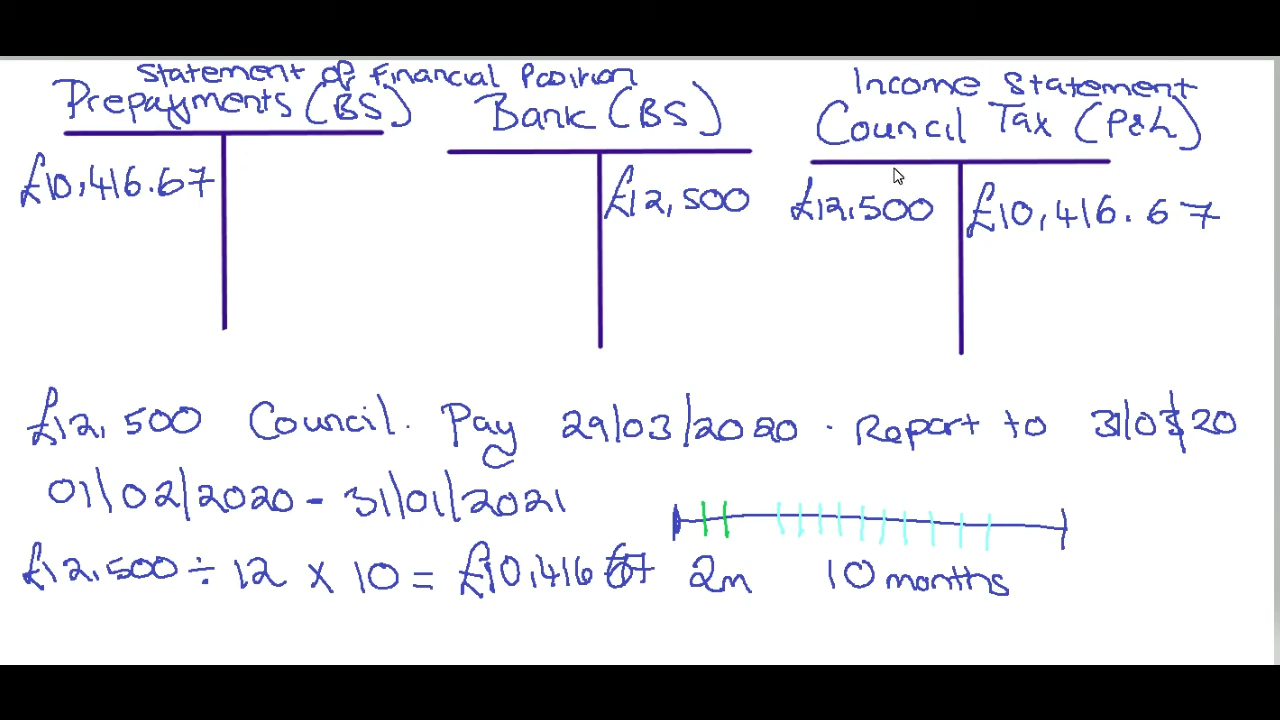 Statement of Financial Position
Prepayments (BS)
Bank (BS)
Income Statement
Council Tax (P&L)
£10,416.67
£12,500
£12,500
£10,416.67
£12,500 Council. Pay 29/03/2020. Report to 31/03/20
01/02/2020 - 31/01/2021
£12,500 ÷ 12 x 10 = £10,416 67
2m
10 months